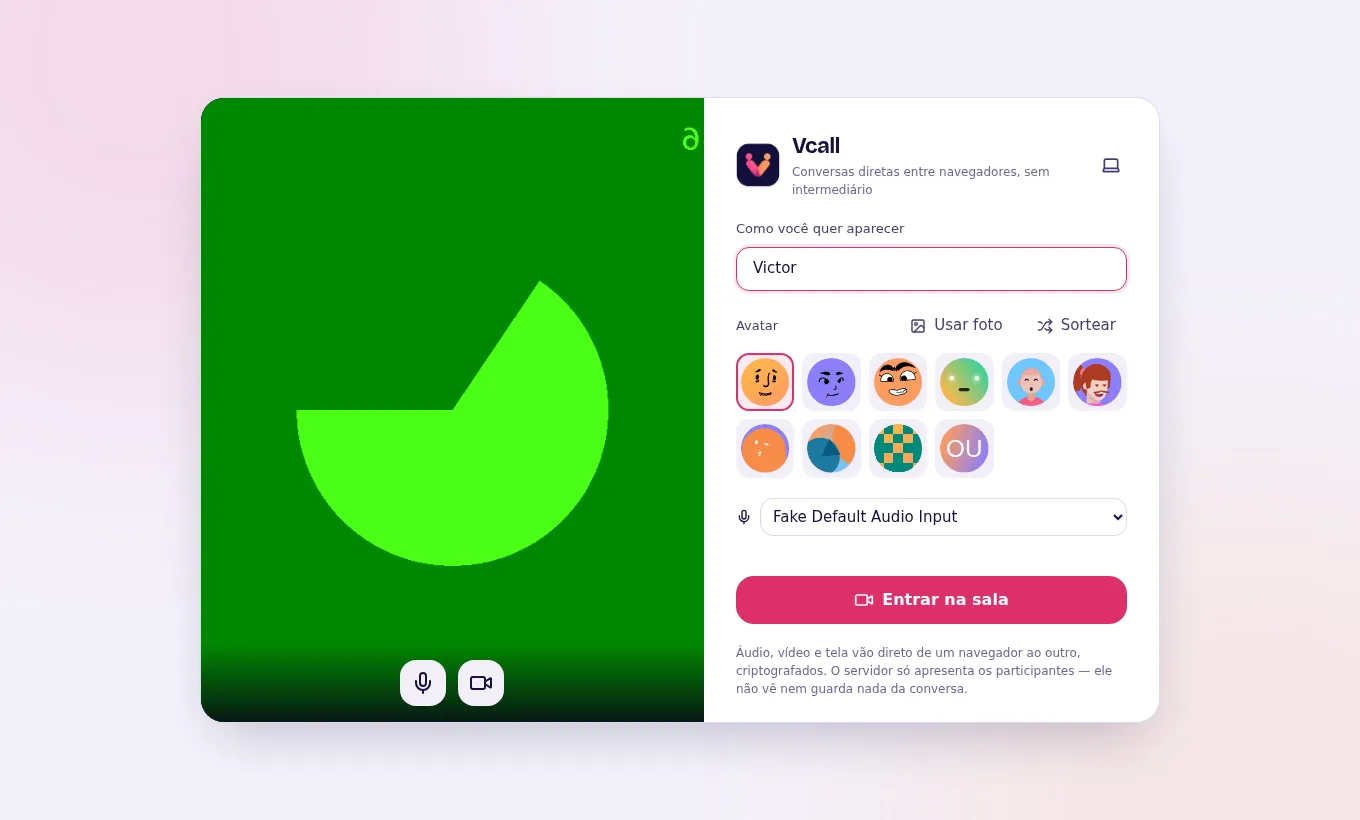 Vcall
Conversas diretas entre navegadores, sem
intermediário
Como você quer aparecer
Victor
Avatar
Usar foto
Sortear
OU
Fake Default Audio Input
Entrar na sala
Áudio, vídeo e tela vão direto de um navegador ao outro,
criptografados. O servidor só apresenta os participantes — ele
não vê nem guarda nada da conversa.